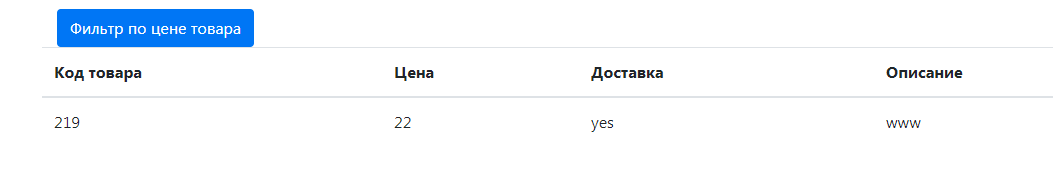 Фильтр по цене товара
Код товара Цена Доставка Описание
219 22 yes www